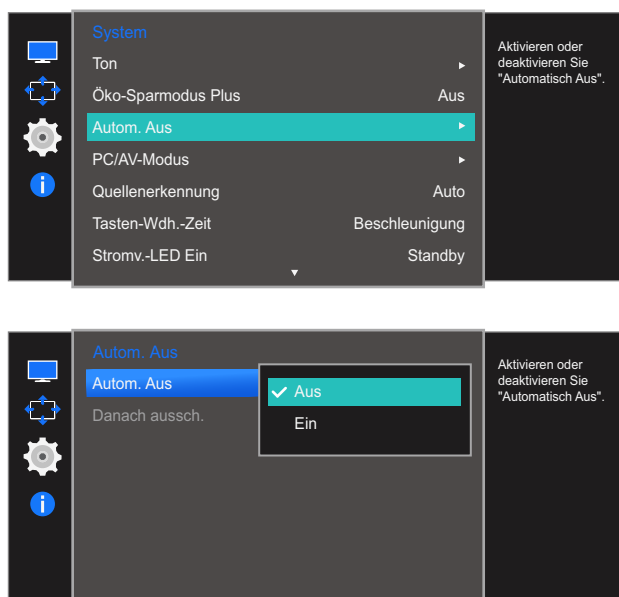 System
Ton
Öko-Sparmodus Plus Aus
Autom. Aus
PC/AV-Modus
Quellenerkennung Auto
Tasten-Wdh.-Zeit Beschleunigung
Stromv.-LED Ein Standby
Aktivieren oder
deaktivieren Sie
"Automatisch Aus".
Autom. Aus
Autom. Aus
Danach aussch.
Aus
Ein
Aktivieren oder
deaktivieren Sie
"Automatisch Aus".